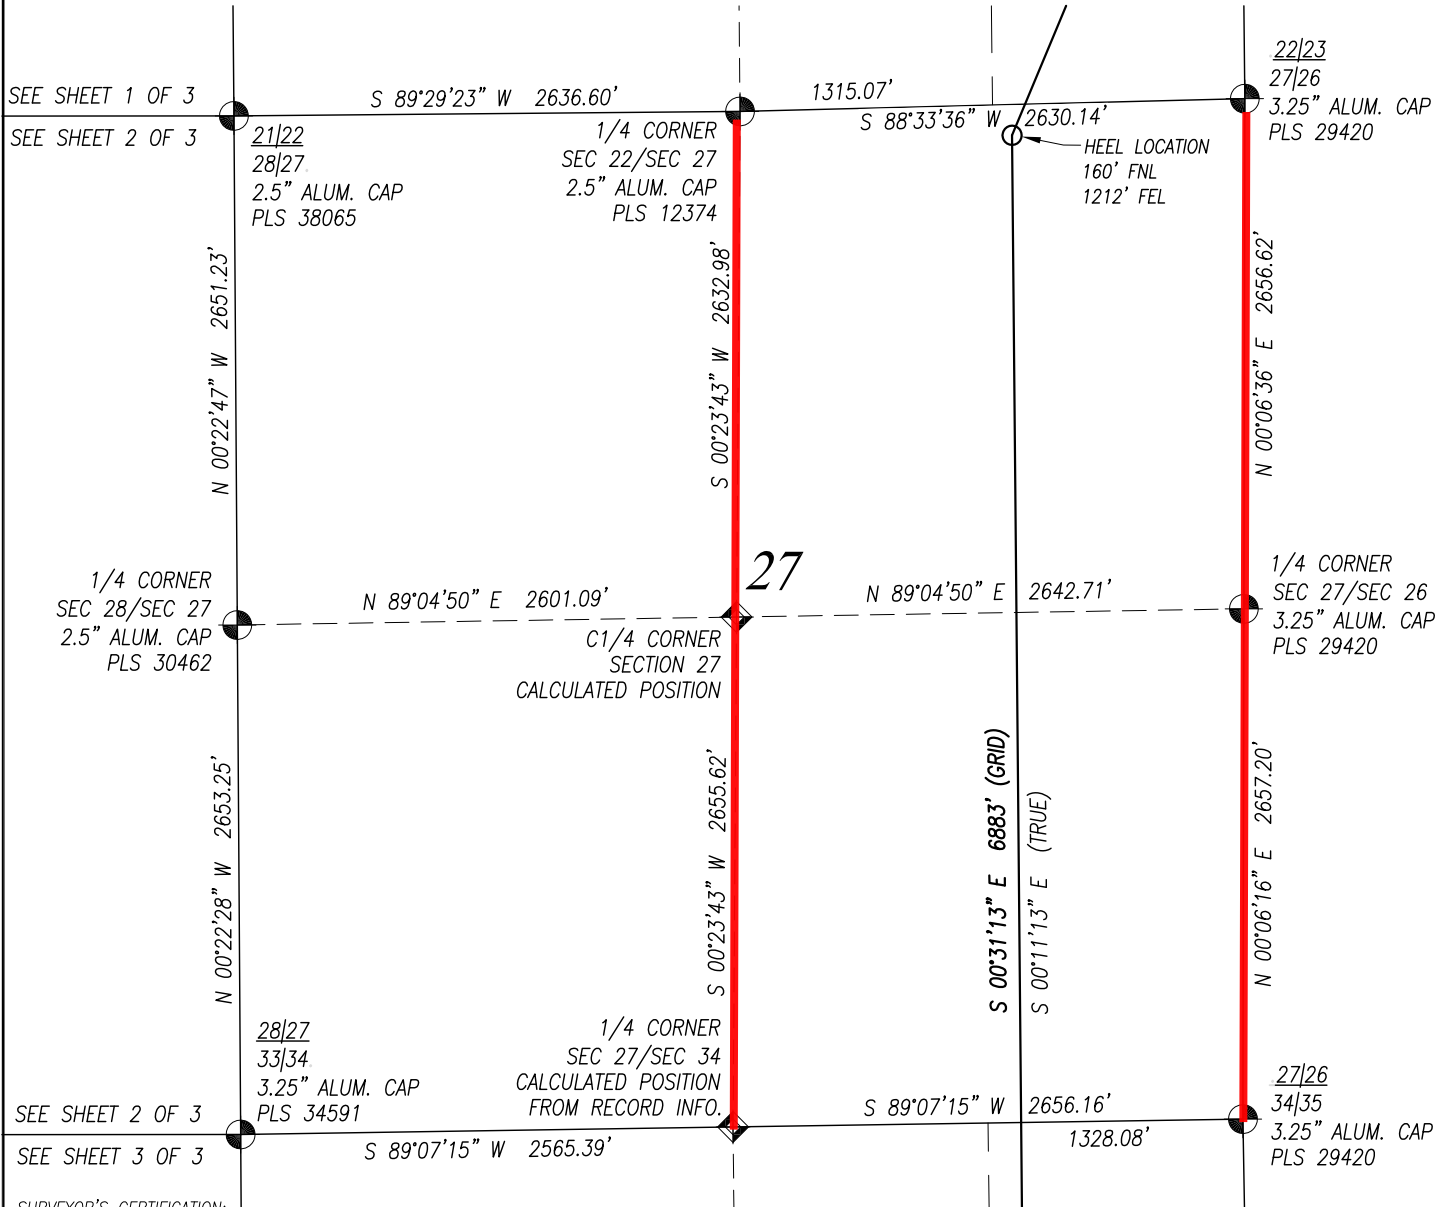 SEE SHEET 1 OF 3
SEE SHEET 2 OF 3
S 89°29'23" W 2636.60'
1315.07'
S 88°33'36" W 2630.14'
22|23
27|26
3.25" ALUM. CAP
PLS 29420
21|22
28|27
2.5" ALUM. CAP
PLS 38065
1/4 CORNER
SEC 22/SEC 27
2.5" ALUM. CAP
PLS 12374
HEEL LOCATION
160' FNL
1212' FEL
N 00°22'47" W 2651.23'
S 00°23'43" W 2632.98'
N 00°06'36" E 2656.62'
27
1/4 CORNER
SEC 28/SEC 27
2.5" ALUM. CAP
PLS 30462
N 89°04'50" E 2601.09'
N 89°04'50" E 2642.71'
1/4 CORNER
SEC 27/SEC 26
3.25" ALUM. CAP
PLS 29420
C1/4 CORNER
SECTION 27
CALCULATED POSITION
N 00°22'28" W 2653.25'
S 00°23'43" W 2655.62'
S 00°31'13" E 6883' (GRID)
S 00°11'13" E (TRUE)
N 00°06'16" E 2657.20'
28|27
33|34
3.25" ALUM. CAP
PLS 34591
1/4 CORNER
SEC 27/SEC 34
CALCULATED POSITION
FROM RECORD INFO.
27|26
34|35
3.25" ALUM. CAP
PLS 29420
SEE SHEET 2 OF 3
SEE SHEET 3 OF 3
S 89°07'15" W 2565.39'
S 89°07'15" W 2656.16'
1328.08'
SURVEYOR'S CERTIFICATION: